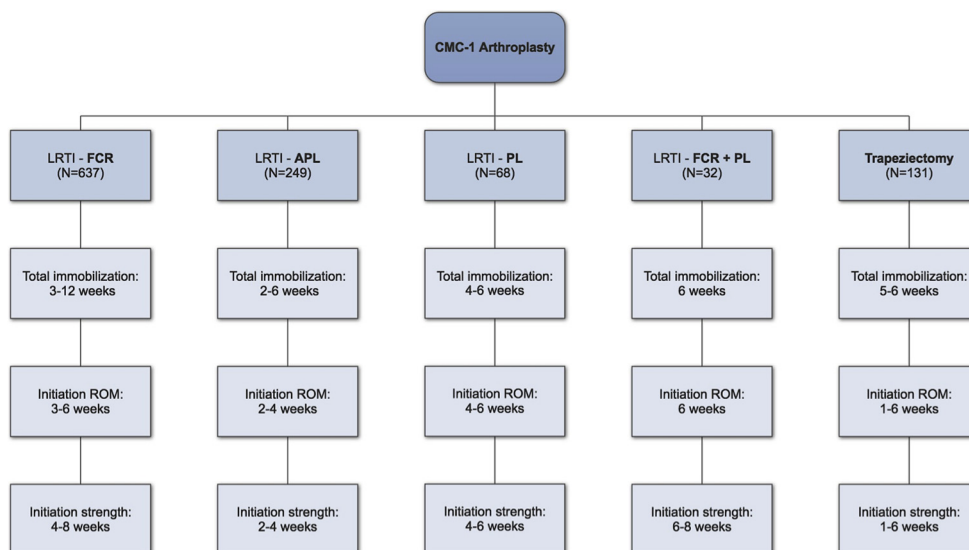 CMC-1 Arthroplasty
LRTI - FCR
(N=637)
LRTI - APL
(N=249)
LRTI - PL
(N=68)
LRTI - FCR + PL
(N=32)
Trapeziectomy
(N=131)
Total immobilization:
3-12 weeks
Total immobilization:
2-6 weeks
Total immobilization:
4-6 weeks
Total immobilization:
6 weeks
Total immobilization:
5-6 weeks
Initiation ROM:
3-6 weeks
Initiation ROM:
2-4 weeks
Initiation ROM:
4-6 weeks
Initiation ROM:
6 weeks
Initiation ROM:
1-6 weeks
Initiation strength:
4-8 weeks
Initiation strength:
2-4 weeks
Initiation strength:
4-6 weeks
Initiation strength:
6-8 weeks
Initiation strength:
1-6 weeks